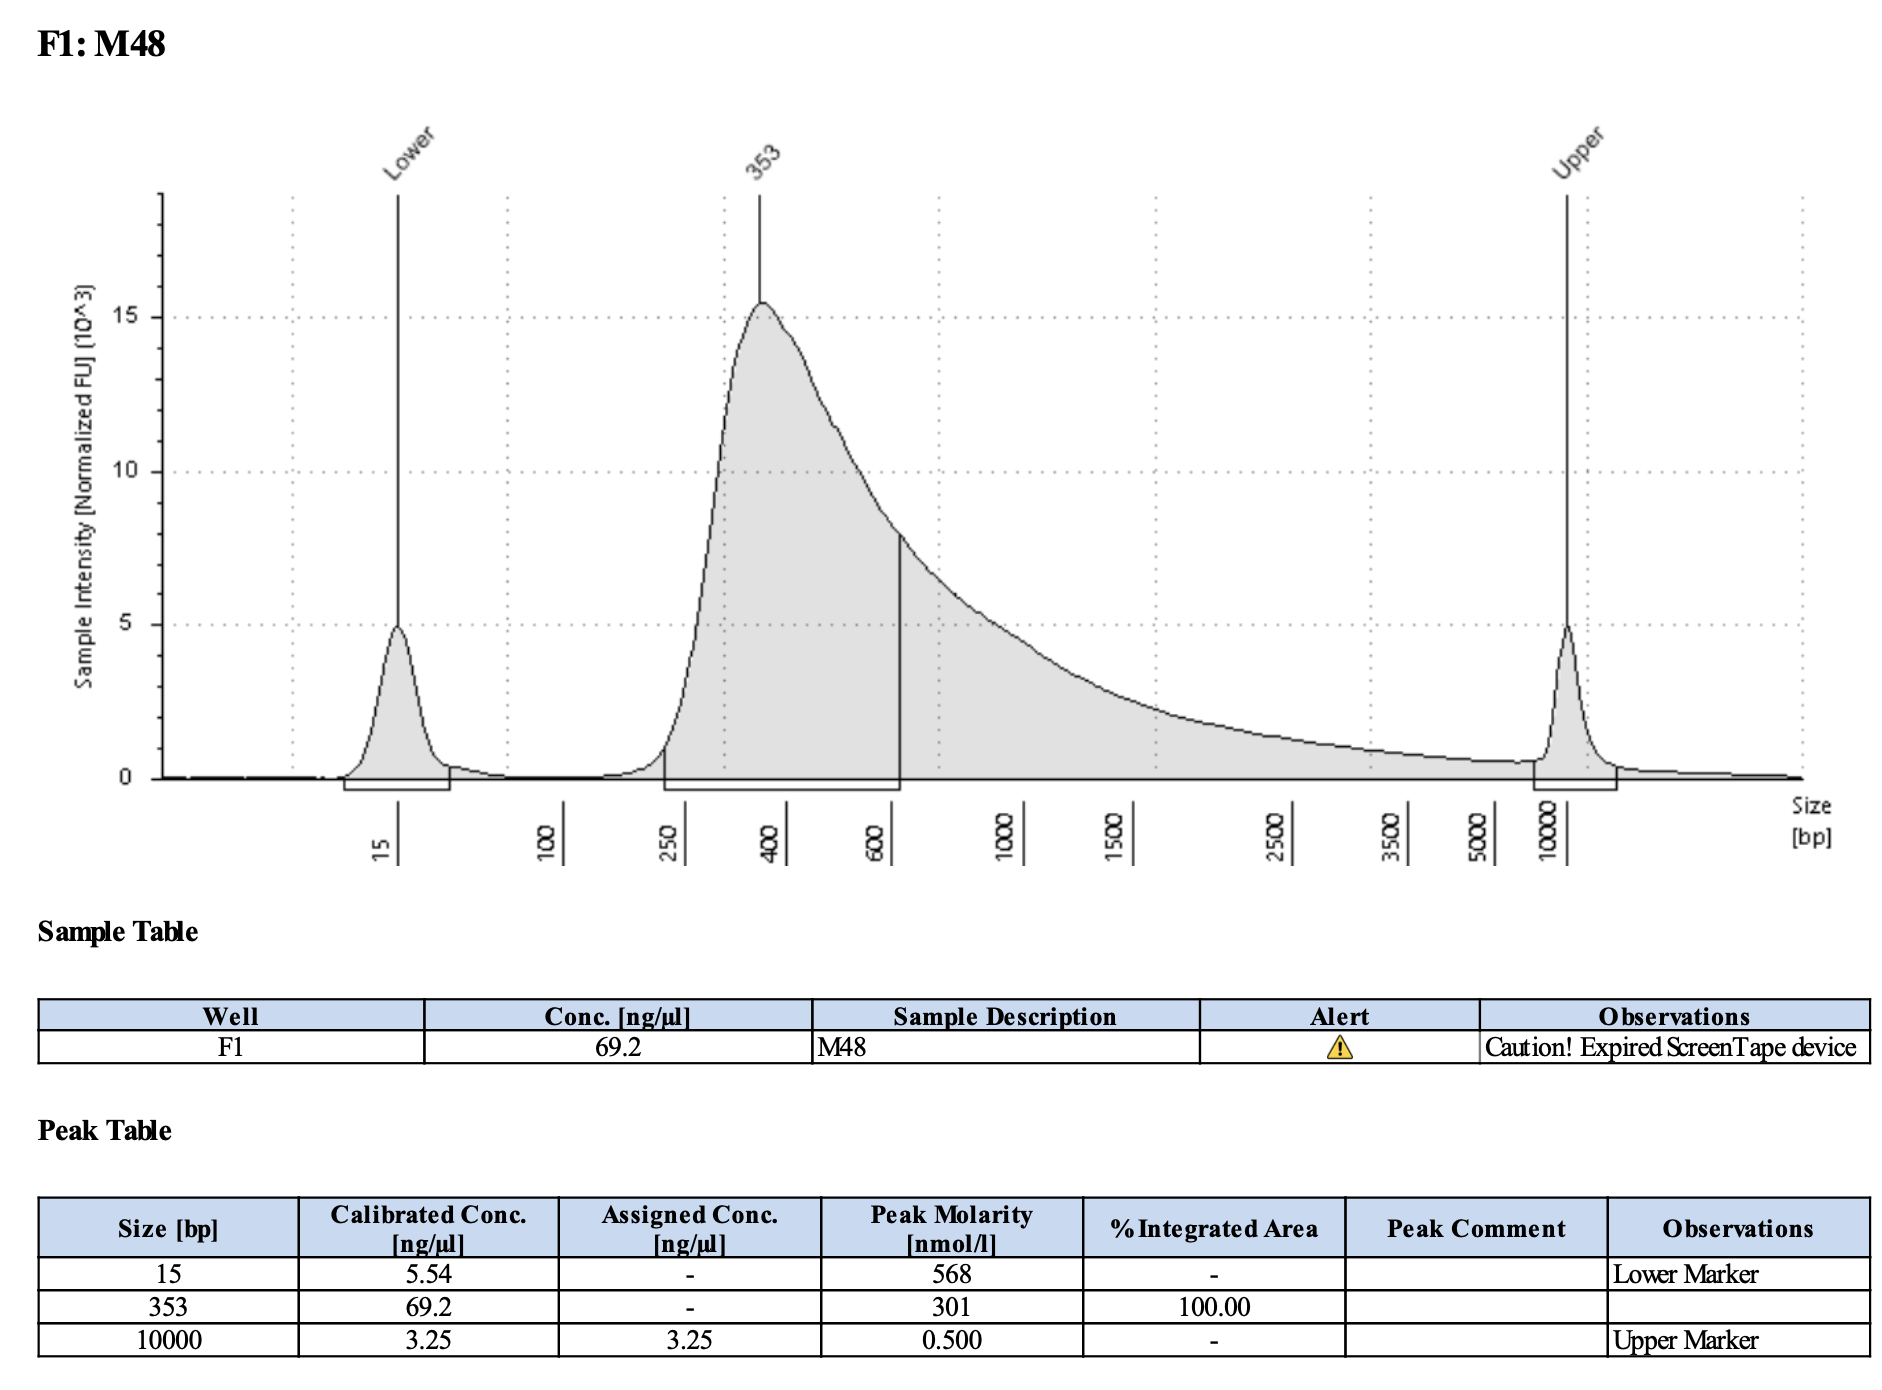 F1: M48
Lower
353
Upper
Sample Intensity [Normalized FU] (10^3)
15
10
5
0
15
100
250
400
600
1000
1500
2500
3500
5000
10000
Size
[bp]
Sample Table
Well Conc. [ng/µl] Sample Description Alert Observations
F1 69.2 M48 Caution! Expired ScreenTape device
Peak Table
Size [bp] Calibrated Conc. [ng/µl] Assigned Conc. [ng/µl] Peak Molarity [nmol/l] % Integrated Area Peak Comment Observations
15 5.54 - 568 - Lower Marker
353 69.2 - 301 100.00
10000 3.25 3.25 0.500 - Upper Marker